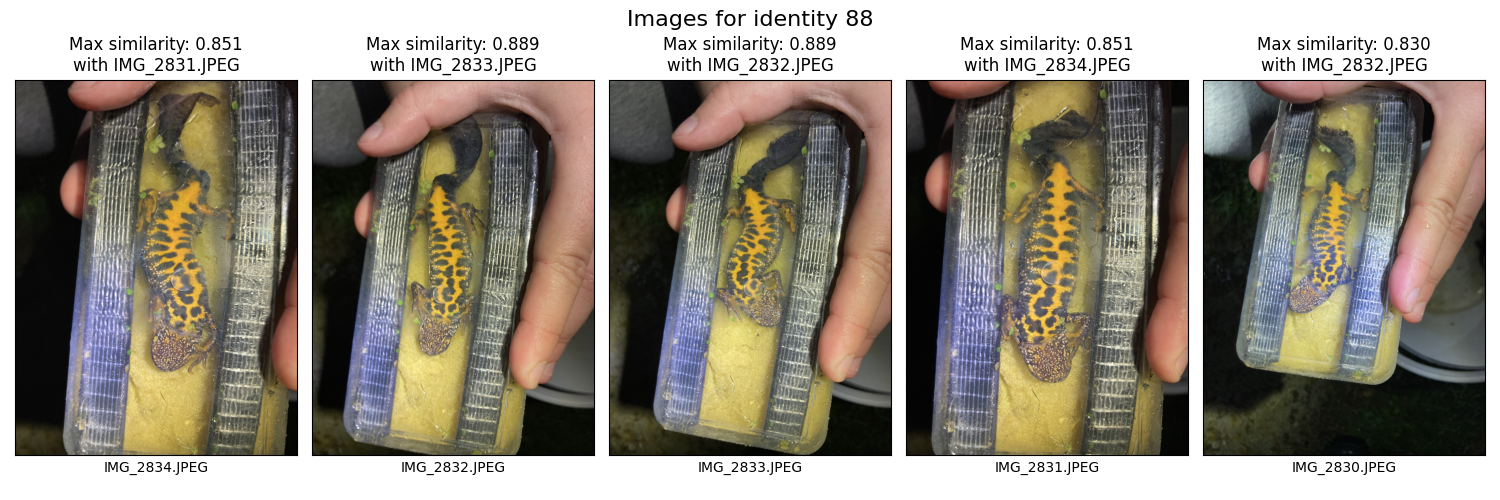 Images for identity 88
Max similarity: 0.851
with IMG_2831.JPEG
Max similarity: 0.889
with IMG_2833.JPEG
Max similarity: 0.889
with IMG_2832.JPEG
Max similarity: 0.851
with IMG_2834.JPEG
Max similarity: 0.830
with IMG_2832.JPEG
IMG_2834.JPEG
IMG_2832.JPEG
IMG_2833.JPEG
IMG_2831.JPEG
IMG_2830.JPEG